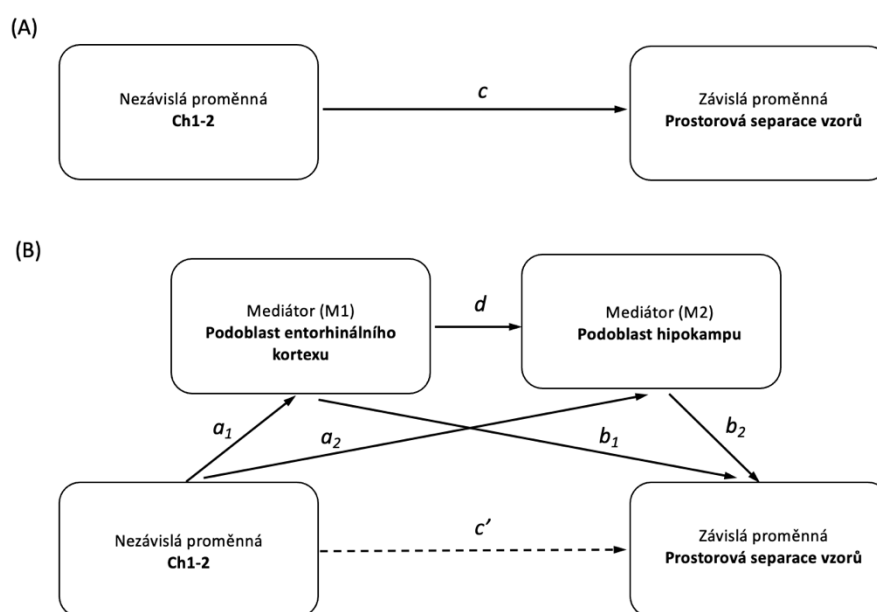 (A)
Nezávislá proměnná
Ch1-2
c
Závislá proměnná
Prostorová separace vzorů
(B)
Mediátor (M1)
Podoblast entorhinálního
kortexu
d
Mediátor (M2)
Podoblast hipokampu
a₁
a₂
b₁
b₂
Nezávislá proměnná
Ch1-2
c’
Závislá proměnná
Prostorová separace vzorů